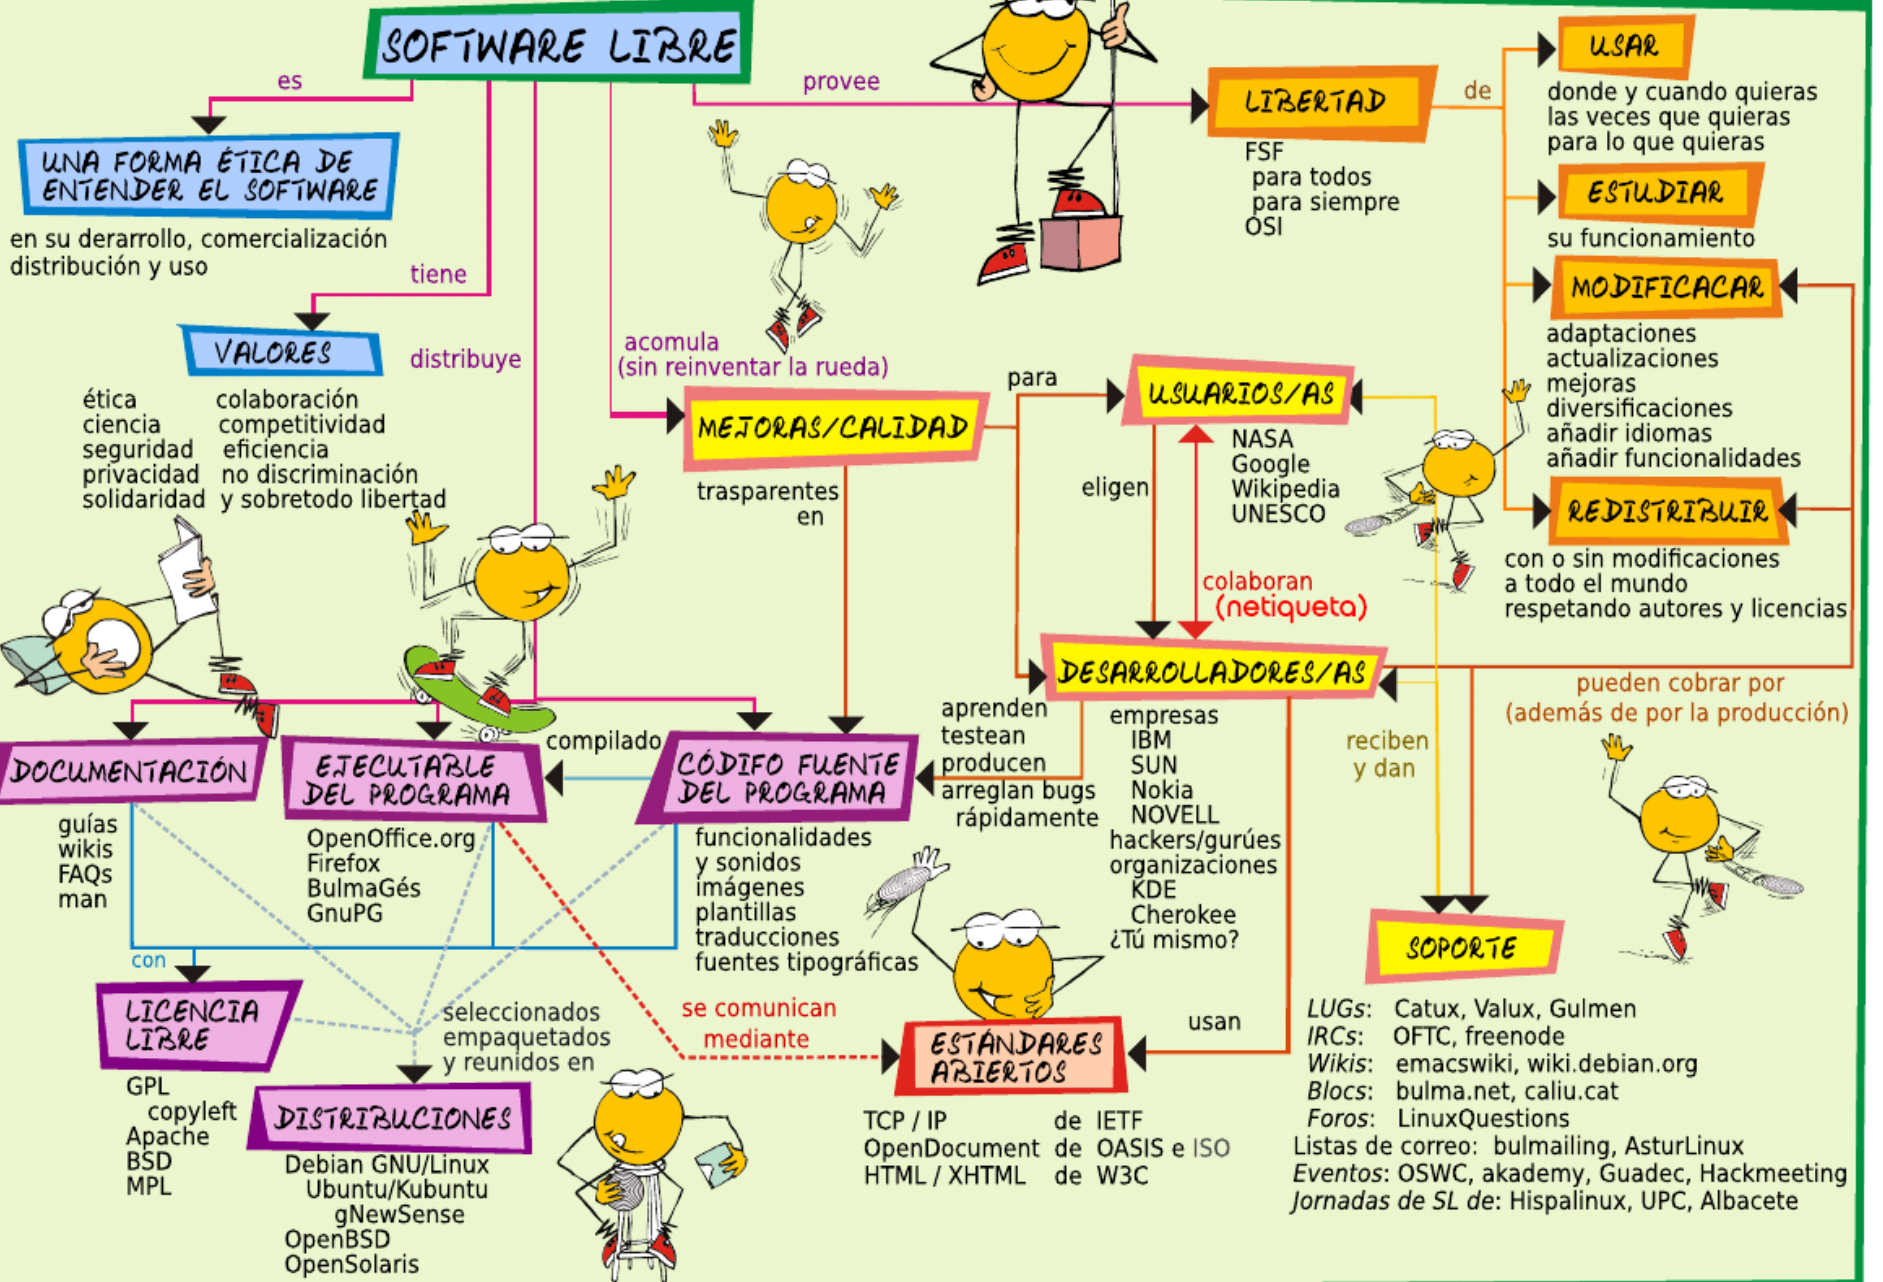 SOFTWARE LIBRE
es
UNA FORMA ÉTICA DE
ENTENDER EL SOFTWARE
en su derarrollo, comercialización
distribución y uso
tiene
VALORES
ética colaboración
ciencia competitividad
seguridad eficiencia
privacidad no discriminación
solidaridad y sobretodo libertad
distribuye
acomula
(sin reinventar la rueda)
MEJORAS/CALIDAD
trasparentes
en
provee
LIBERTAD
FSF
para todos
para siempre
OSI
de
USAR
donde y cuando quieras
las veces que quieras
para lo que quieras
ESTUDIAR
su funcionamiento
MODIFICACAR
adaptaciones
actualizaciones
mejoras
diversificaciones
añadir idiomas
añadir funcionalidades
REDISTRIBUIR
con o sin modificaciones
a todo el mundo
respetando autores y licencias
para
USUARIOS/AS
NASA
Google
Wikipedia
UNESCO
eligen
colaboran
(netiqueta)
DESARROLLADORES/AS
empresas
IBM
SUN
Nokia
NOVELL
hackers/gurúes
organizaciones
KDE
Cherokee
¿Tú mismo?
aprenden
testean
producen
arreglan bugs
rápidamente
pueden cobrar por
(además de por la producción)
reciben
y dan
DOCUMENTACIÓN
guías
wikis
FAQs
man
EJECUTABLE
DEL PROGRAMA
OpenOffice.org
Firefox
BulmaGés
GnuPG
compilado
CÓDIFO FUENTE
DEL PROGRAMA
funcionalidades
y sonidos
imágenes
plantillas
traducciones
fuentes tipográficas
con
LICENCIA
LIBRE
GPL
copyleft
Apache
BSD
MPL
seleccionados
empaquetados
y reunidos en
DISTRIBUCIONES
Debian GNU/Linux
Ubuntu/Kubuntu
gNewSense
OpenBSD
OpenSolaris
se comunican
mediante
usan
ESTÁNDARES
ABIERTOS
TCP / IP de IETF
OpenDocument de OASIS e ISO
HTML / XHTML de W3C
SOPORTE
LUGs: Catux, Valux, Gulmen
IRCs: OFTC, freenode
Wikis: emacswiki, wiki.debian.org
Blocs: bulma.net, caliu.cat
Foros: LinuxQuestions
Listas de correo: bulmailing, AsturLinux
Eventos: OSWC, akademy, Guadec, Hackmeeting
Jornadas de SL de: Hispalinux, UPC, Albacete